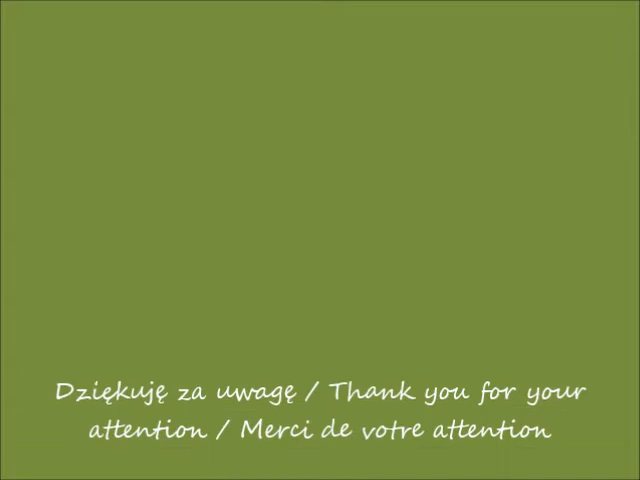 Dziękuję za uwagę / Thank you for your
attention / Merci de votre attention